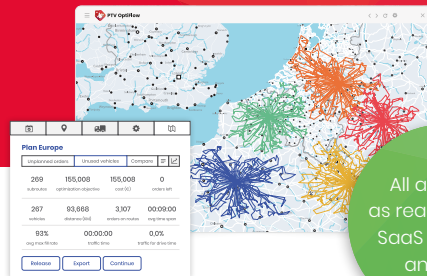 PTV OptiFlow
Plan Europe
Unplanned orders Unused vehicles Compare
269 155,008 155,008 0
subroutes optimization objective cost (€) orders left
267 93,668 3,107 00:09:00
vehicles distances (km) orders on routes avg time span
93% 00:00:00 0,0%
avg max fill rate traffic time traffic for drive time
Release Export Continue
All a
as rea
SaaS
an